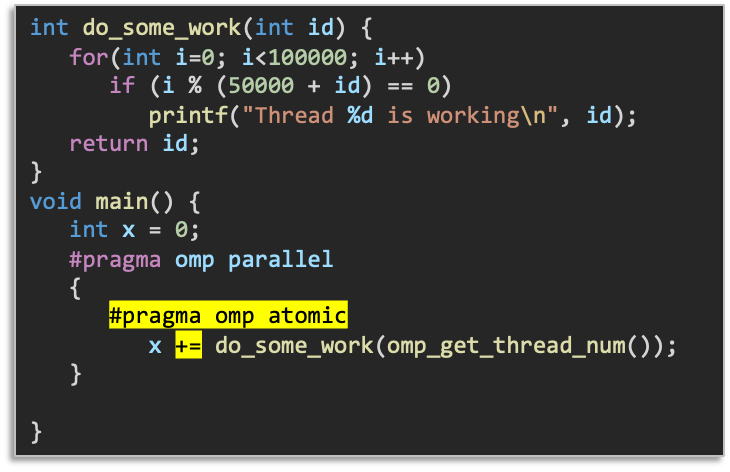 int do_some_work(int id) {
for(int i=0; i<100000; i++)
if (i % (50000 + id) == 0)
printf("Thread %d is working\n", id);
return id;
}
void main() {
int x = 0;
#pragma omp parallel
{
#pragma omp atomic
x += do_some_work(omp_get_thread_num());
}
}